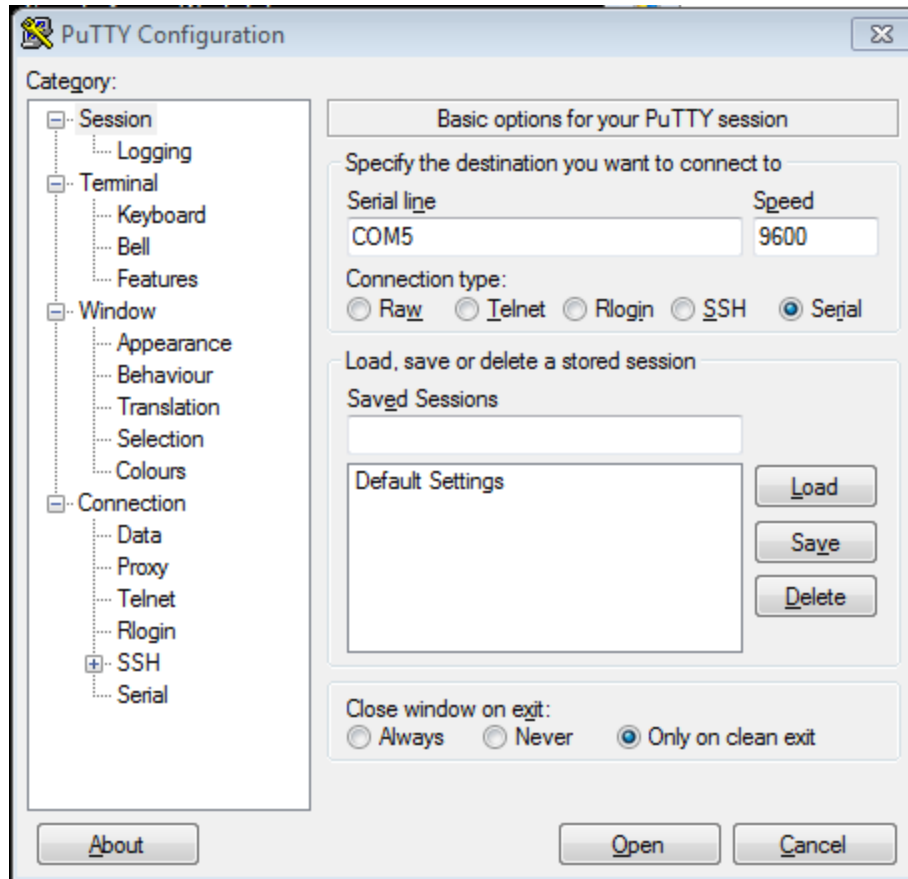 PuTTY Configuration
Category:
Session
Logging
Terminal
Keyboard
Bell
Features
Window
Appearance
Behaviour
Translation
Selection
Colours
Connection
Data
Proxy
Telnet
Rlogin
SSH
Serial
Basic options for your PuTTY session
Specify the destination you want to connect to
Serial line Speed
COM5 9600
Connection type:
Raw Telnet Rlogin SSH Serial
Load, save or delete a stored session
Saved Sessions
Default Settings
Load
Save
Delete
Close window on exit:
Always Never Only on clean exit
About Open Cancel